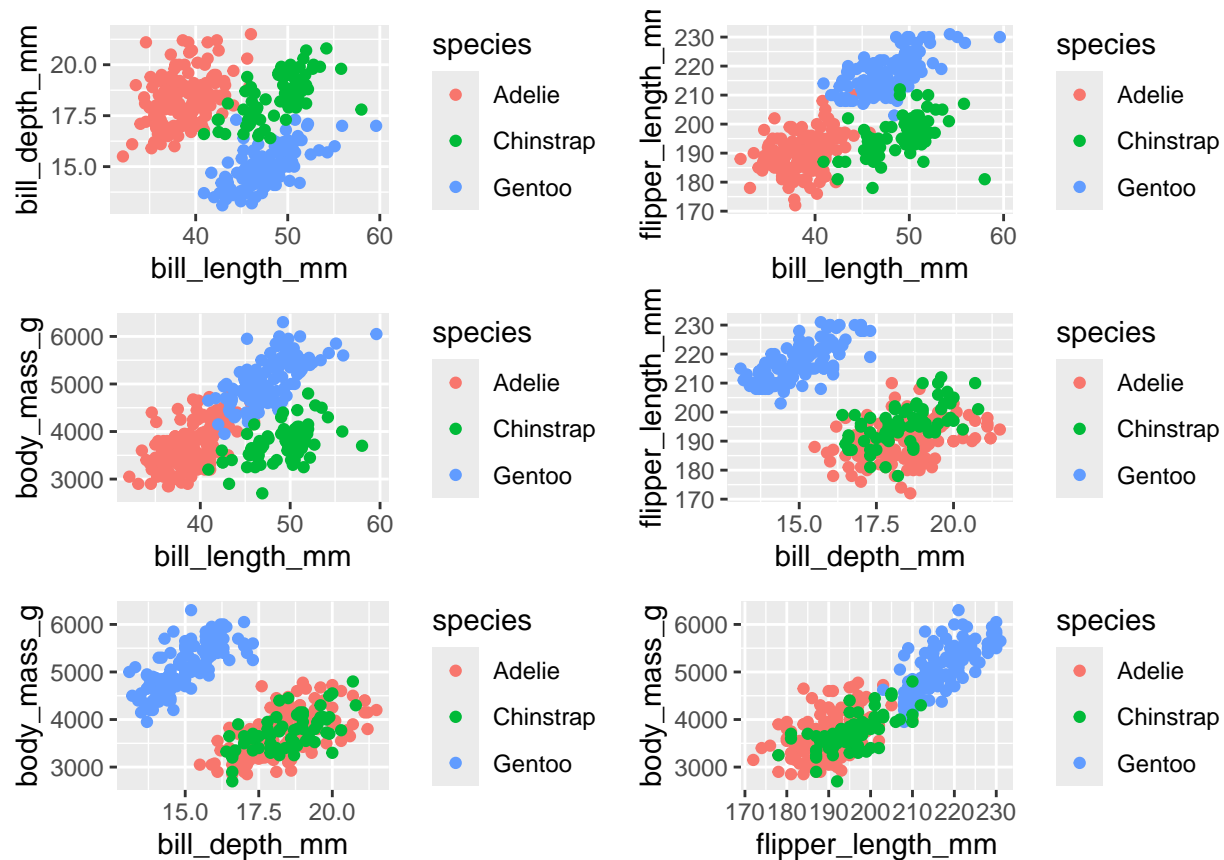 bill_depth_mm
20.0
17.5
15.0
40
50
60
bill_length_mm
species
Adelie
Chinstrap
Gentoo
flipper_length_mm
230
220
210
200
190
180
170
40
50
60
bill_length_mm
species
Adelie
Chinstrap
Gentoo
body_mass_g
6000
5000
4000
3000
40
50
60
bill_length_mm
species
Adelie
Chinstrap
Gentoo
flipper_length_mm
230
220
210
200
190
180
170
15.0
17.5
20.0
bill_depth_mm
species
Adelie
Chinstrap
Gentoo
body_mass_g
6000
5000
4000
3000
15.0
17.5
20.0
bill_depth_mm
species
Adelie
Chinstrap
Gentoo
body_mass_g
6000
5000
4000
3000
170
180
190
200
210
220
230
flipper_length_mm
species
Adelie
Chinstrap
Gentoo